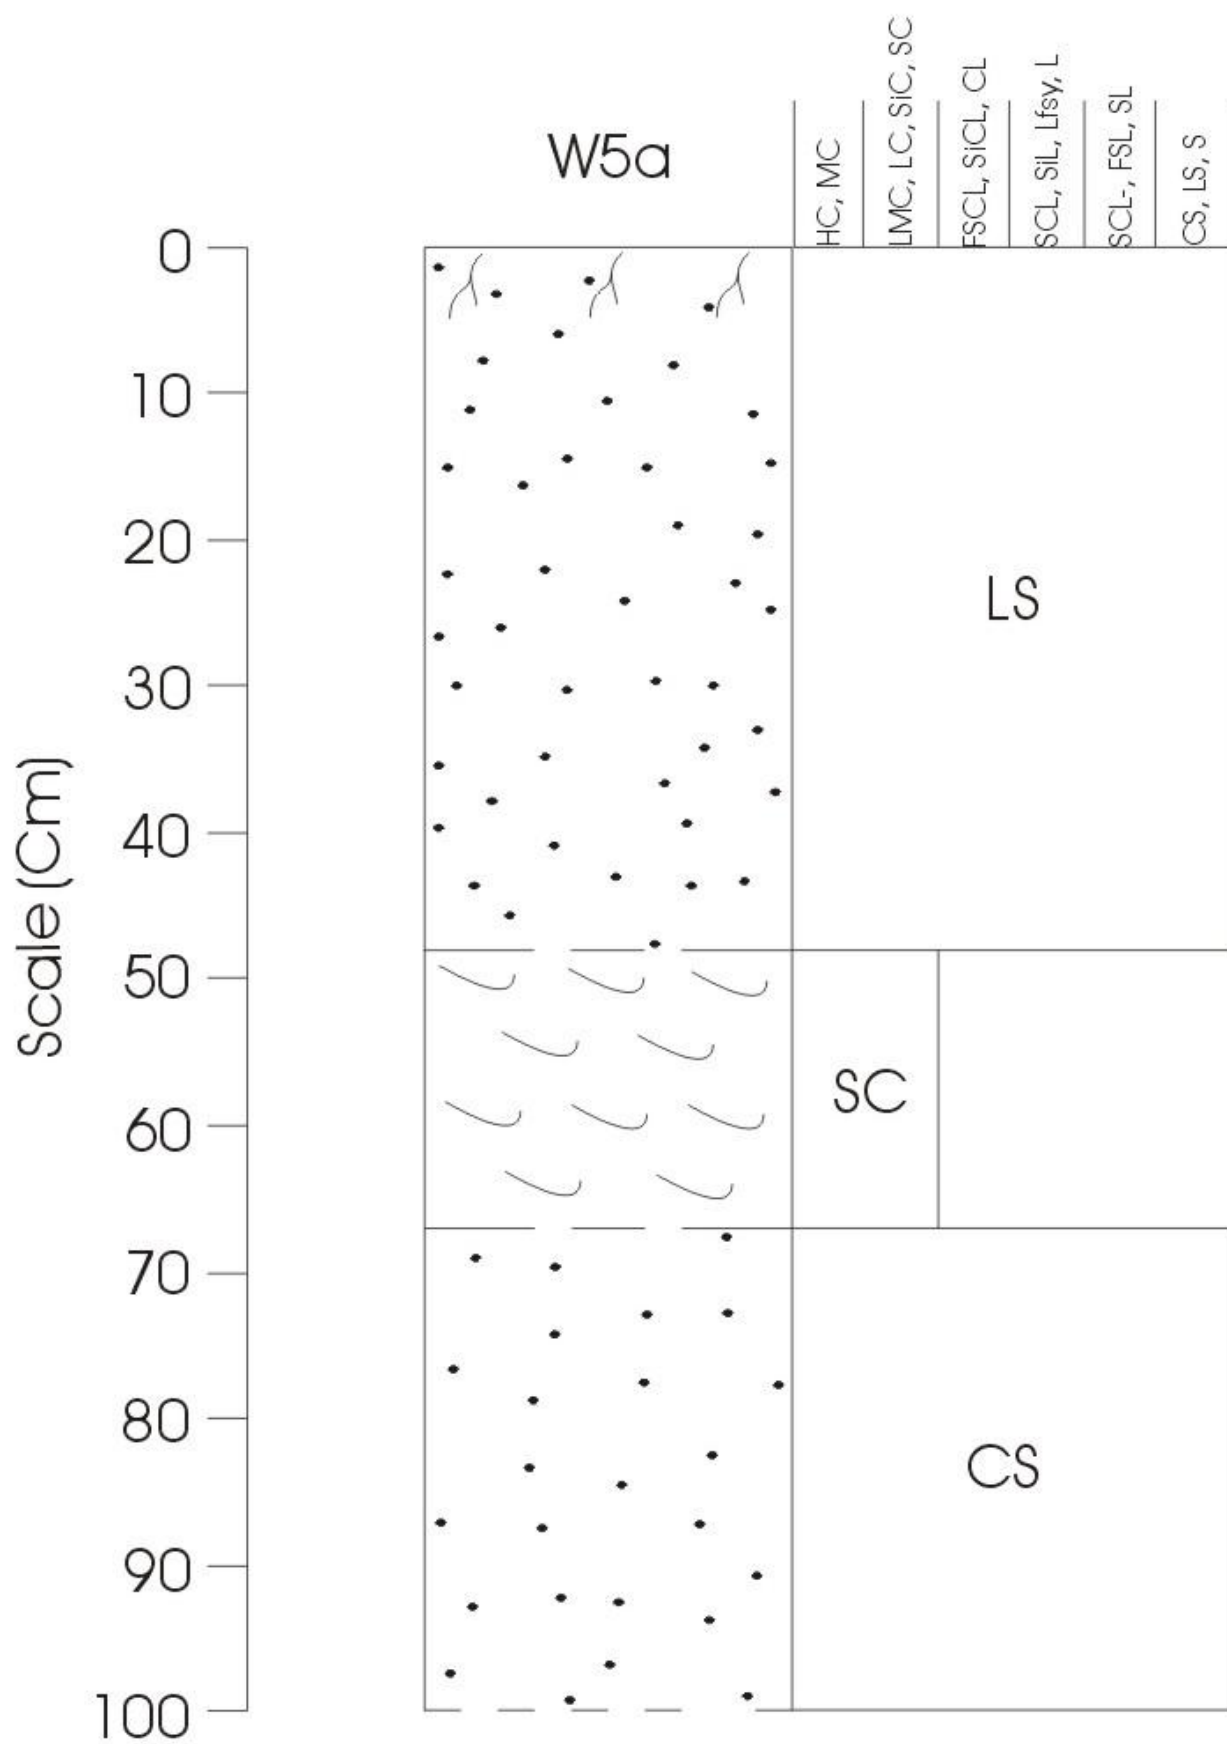 W5a
HC, MC
LMC, LC, SiC, SC
FSCL, SiCL, CL
SCL, SiL, Lfsy, L
SCL-, FSL, SL
CS, LS, S
Scale (Cm)
0
10
20
30
40
50
60
70
80
90
100
LS
SC
CS